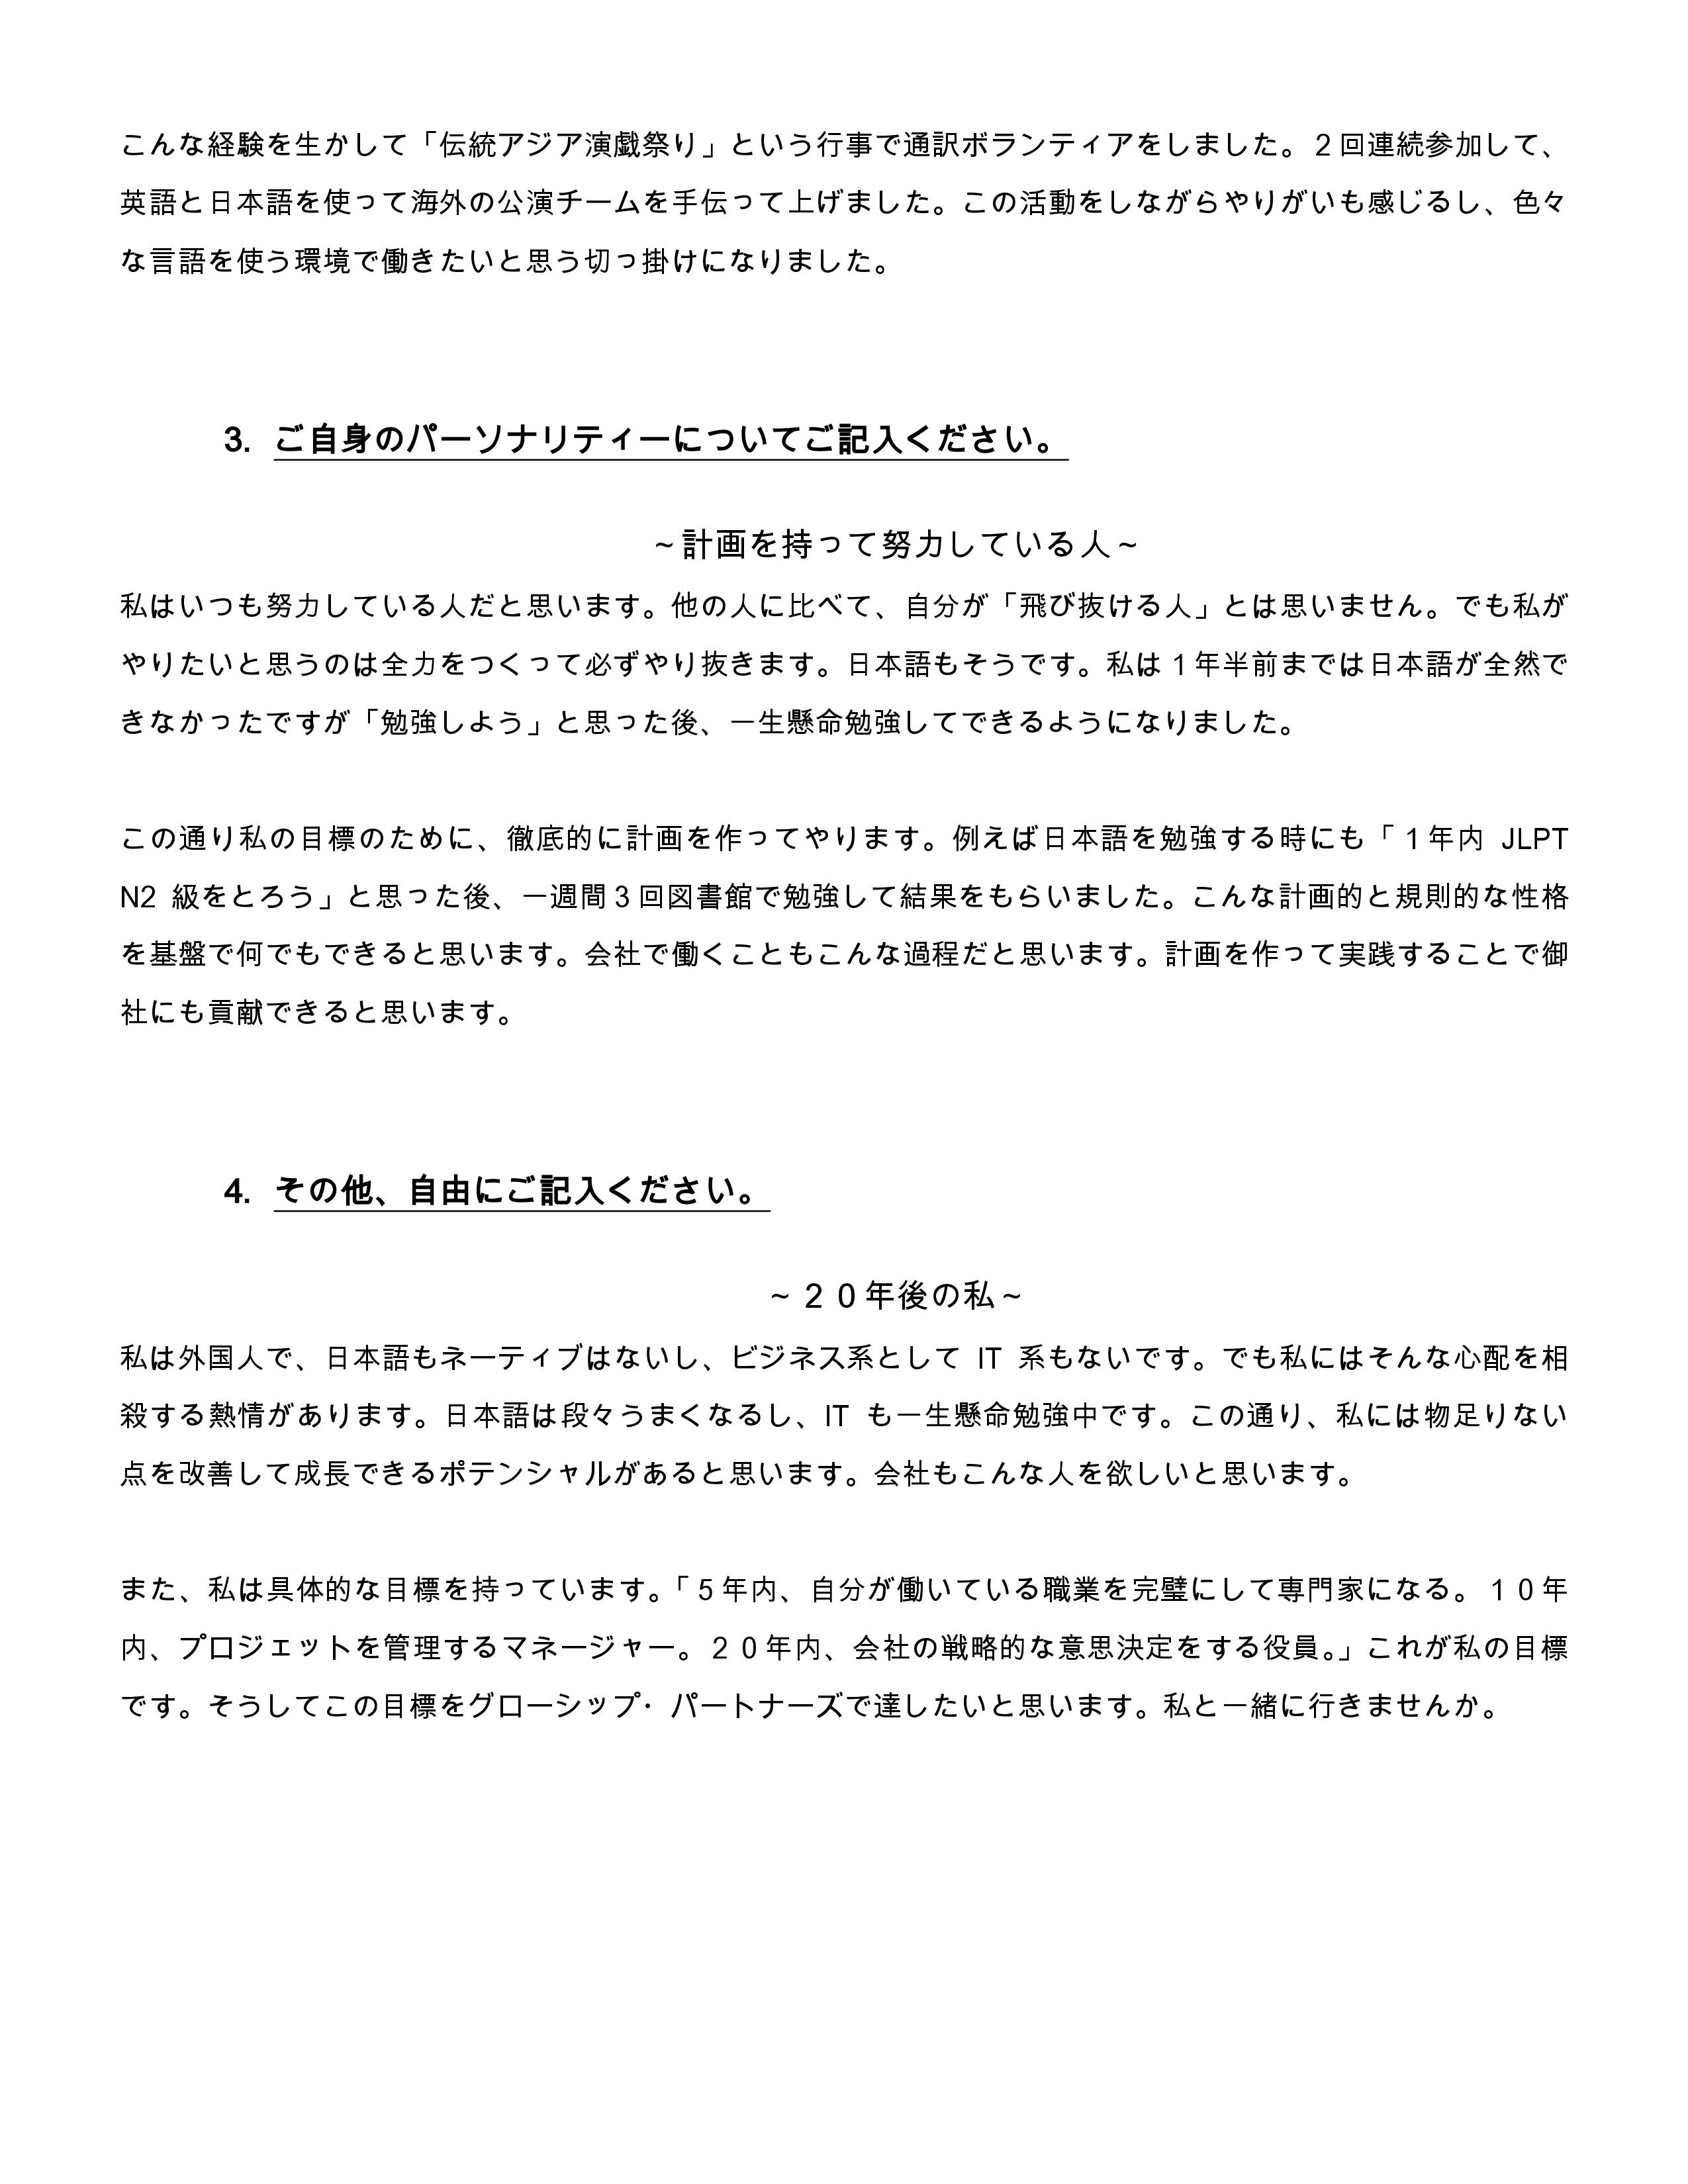 こんな経験を生かして「伝統アジア演戯祭り」という行事で通訳ボランティアをしました。２回連続参加して、
英語と日本語を使って海外の公演チームを手伝って上げました。この活動をしながらやりがいも感じるし、色々
な言語を使う環境で働きたいと思う切っ掛けになりました。
3. ご自身のパーソナリティーについてご記入ください。
~計画を持って努力している人~
私はいつも努力している人だと思います。他の人に比べて、自分が「飛び抜ける人」とは思いません。でも私が
やりたいと思うのは全力をつくって必ずやり抜きます。日本語もそうです。私は１年半前までは日本語が全然で
きなかったですが「勉強しよう」と思った後、一生懸命勉強してできるようになりました。
この通り私の目標のために、徹底的に計画を作ってやります。例えば日本語を勉強する時にも「１年内 JLPT
N2 級をとろう」と思った後、一週間３回図書館で勉強して結果をもらいました。こんな計画的と規則的な性格
を基盤で何でもできると思います。会社で働くこともこんな過程だと思います。計画を作って実践することで御
社にも貢献できると思います。
4. その他、自由にご記入ください。
~２０年後の私~
私は外国人で、日本語もネーティブはないし、ビジネス系として IT 系もないです。でも私にはそんな心配を相
殺する熱情があります。日本語は段々うまくなるし、IT も一生懸命勉強中です。この通り、私には物足りない
点を改善して成長できるポテンシャルがあると思います。会社もこんな人を欲しいと思います。
また、私は具体的な目標を持っています。「５年内、自分が働いている職業を完璧にして専門家になる。１０年
内、プロジェットを管理するマネージャー。２０年内、会社の戦略的な意思決定をする役員。」これが私の目標
です。そうしてこの目標をグローシップ・パートナーズで達したいと思います。私と一緒に行きませんか。